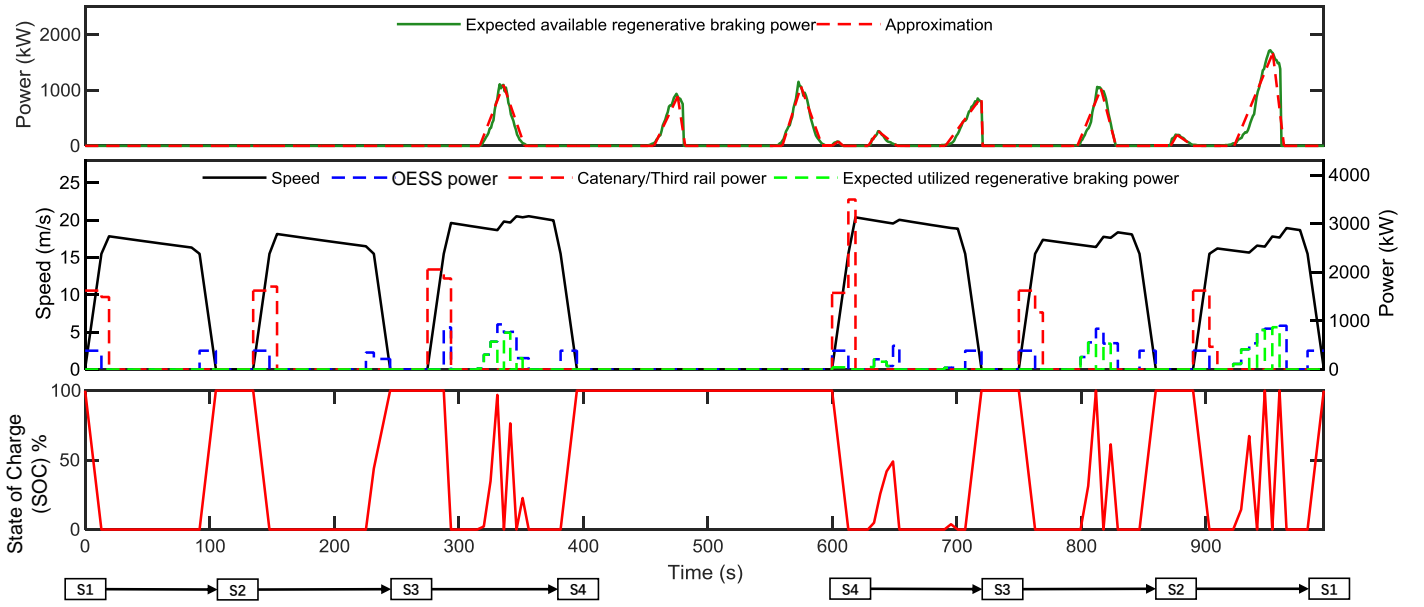 Expected available regenerative braking power Approximation
Power (kW)
2000
1000
0
Speed OESS power Catenary/Third rail power Expected utilized regenerative braking power
Speed (m/s)
25
20
15
10
5
0
4000
3000
2000
1000
0
Power (kW)
State of Charge
(SOC) %
100
50
0
0 100 200 300 400 500 600 700 800 900
Time (s)
S1 S2 S3 S4 S4 S3 S2 S1